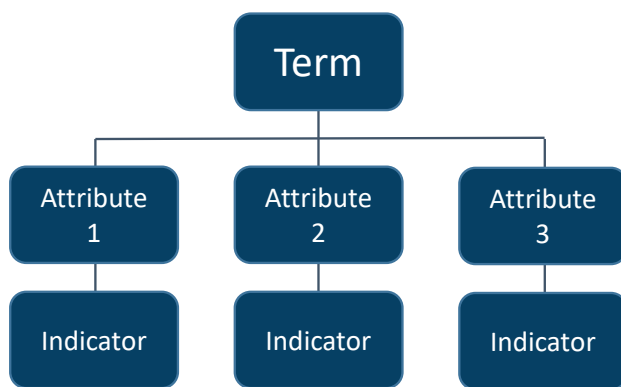 Term
Attribute
1
Attribute
2
Attribute
3
Indicator
Indicator
Indicator